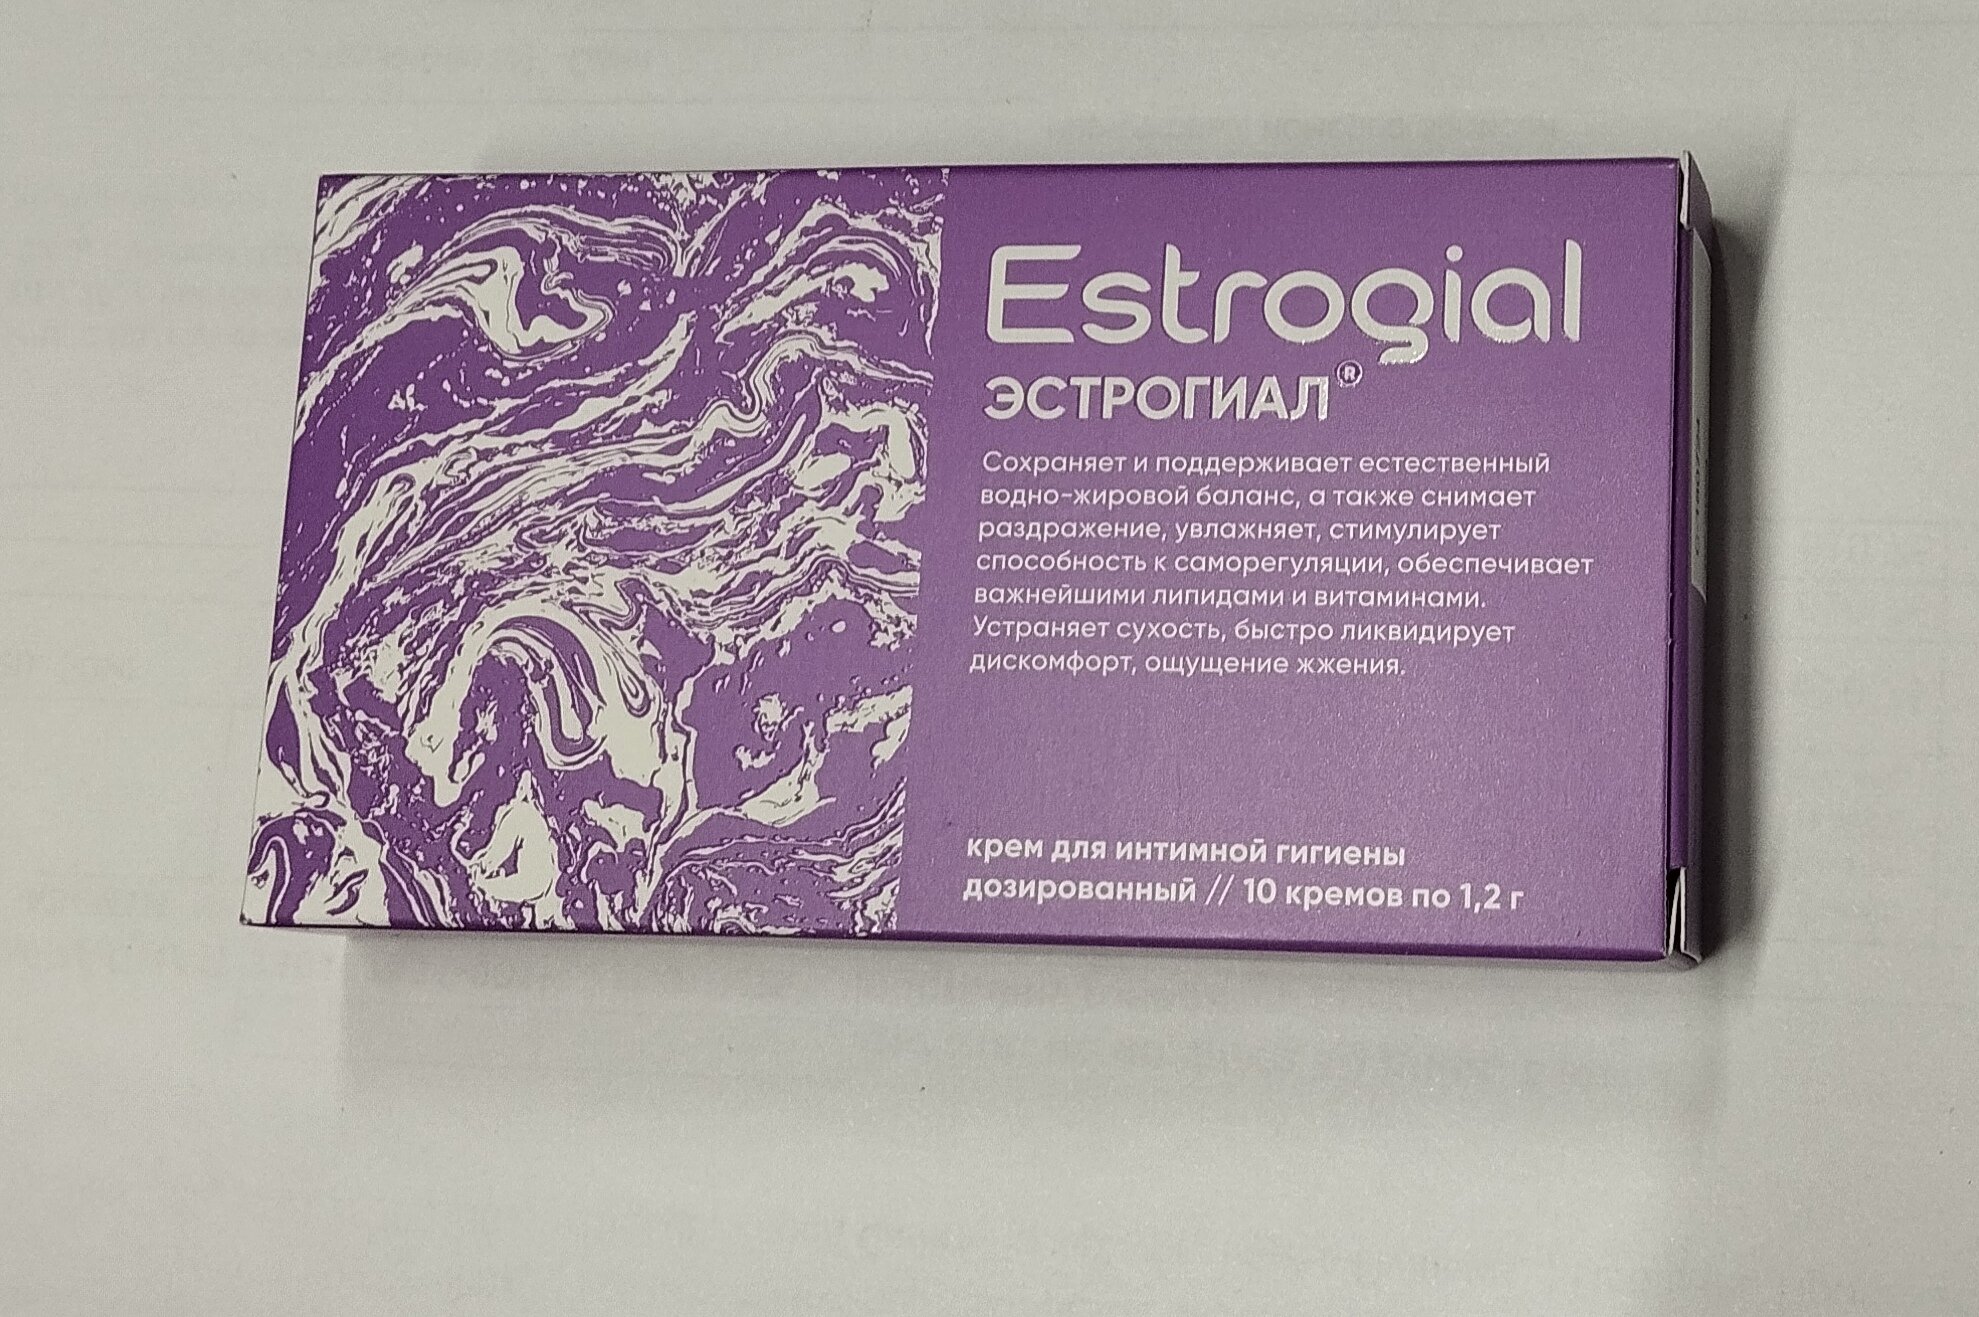 Estrogial
ЭСТРОГИАЛ®
Сохраняет и поддерживает естественный
водно-жировой баланс, а также снимает
раздражение, увлажняет, стимулирует
способность к саморегуляции, обеспечивает
важнейшими липидами и витаминами.
Устраняет сухость, быстро ликвидирует
дискомфорт, ощущение жжения.
крем для интимной гигиены
дозированный // 10 кремов по 1,2 г